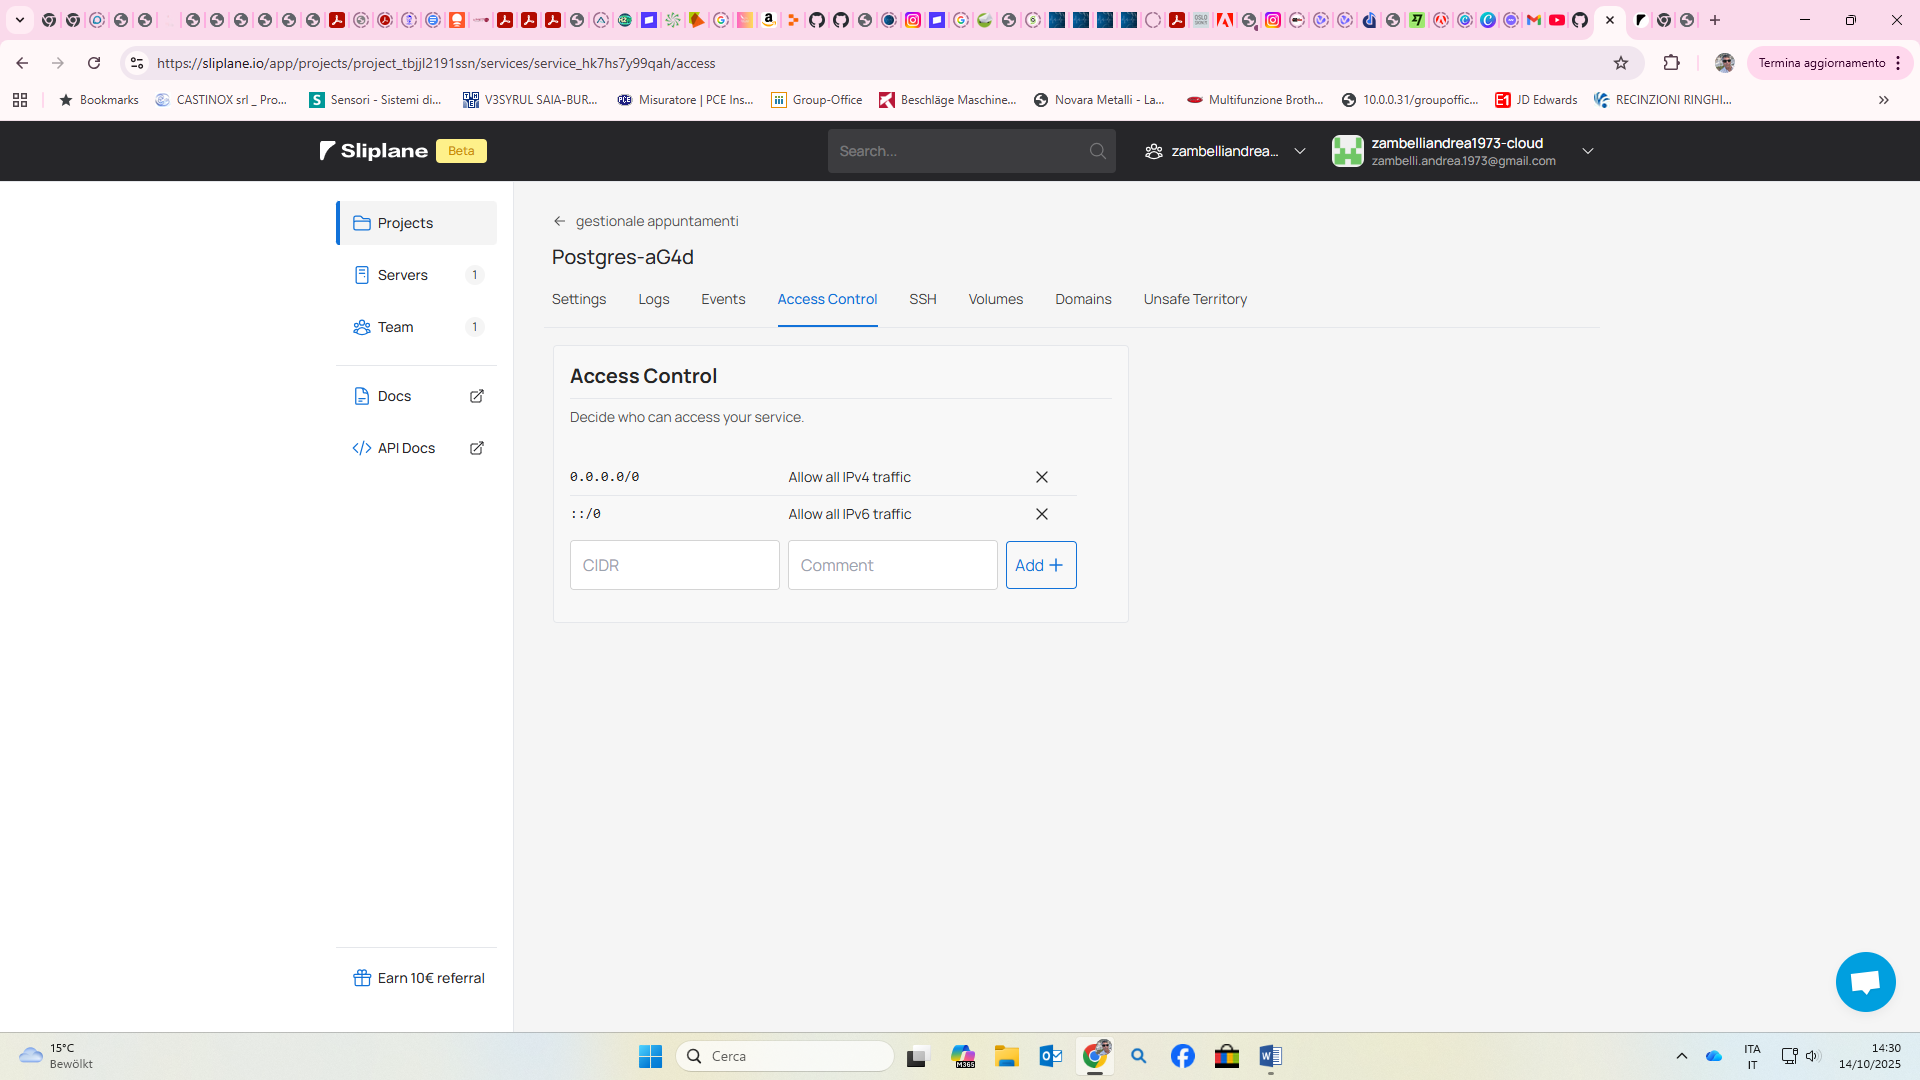 https://sliplane.io/app/projects/project_tbjjl2191ssn/services/service_hk7hs7y99qah/access
Termina aggiornamento
Bookmarks
CASTINOX srl _ Pro...
Sensori - Sistemi di...
V3SYRUL SAIA-BUR...
Misuratore | PCE Ins...
Group-Office
Beschläge Maschine...
Novara Metalli - La...
Multifunzione Broth...
10.0.0.31/groupoffic...
JD Edwards
RECINZIONI RINGHI...
Sliplane Beta
Search...
zambelliandrea...
zambelliandrea1973-cloud
zambelli.andrea.1973@gmail.com
Projects
Servers 1
Team 1
Docs
API Docs
Earn 10€ referral
gestionale appuntamenti
Postgres-aG4d
Settings Logs Events Access Control SSH Volumes Domains Unsafe Territory
Access Control
Decide who can access your service.
0.0.0.0/0 Allow all IPv4 traffic
::/0 Allow all IPv6 traffic
CIDR Comment Add
15°C
Bewölkt
Cerca
ITA
IT
14:30
14/10/2025